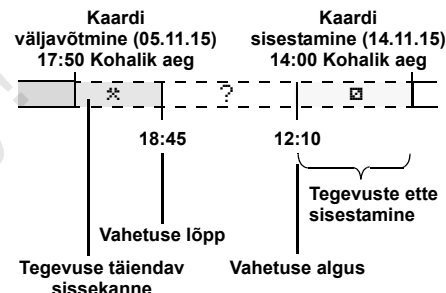 Kaardi
väljavõtmine (05.11.15)
17:50 Kohalik aeg
Kaardi
sisestamine (14.11.15)
14:00 Kohalik aeg
?
18:45
12:10
Tegevuste ette
sisestamine
Vahetuse lõpp
Tegevuse täiendav
sissekanne
Vahetuse algus